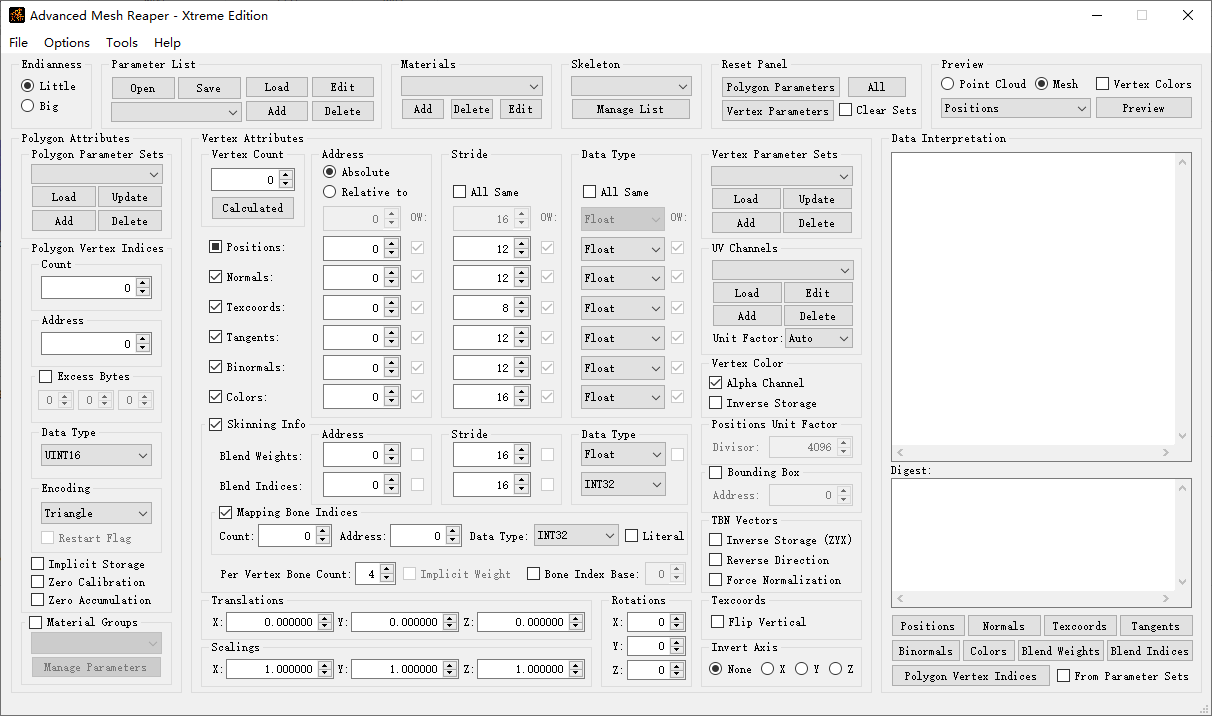 Advanced Mesh Reaper - Xtreme Edition
File Options Tools Help
Endianness
Little
Big
Parameter List
Open Save Load Edit
Add Delete
Materials
Add Delete Edit
Skeleton
Manage List
Reset Panel
Polygon Parameters All
Vertex Parameters Clear Sets
Preview
Point Cloud Mesh Vertex Colors
Positions Preview
Polygon Attributes
Polygon Parameter Sets
Load Update
Add Delete
Polygon Vertex Indices
Count
0
Address
0
Excess Bytes
0 0 0
Data Type
UINT16
Encoding
Triangle
Restart Flag
Implicit Storage
Zero Calibration
Zero Accumulation
Material Groups
Manage Parameters
Vertex Attributes
Vertex Count
0
Calculated
Address Stride Data Type
Absolute
Relative to All Same All Same
0 OW: 16 OW: Float OW:
Positions: 0 12 Float
Normals: 0 12 Float
Texcoords: 0 8 Float
Tangents: 0 12 Float
Binormals: 0 12 Float
Colors: 0 16 Float
Skinning Info
Address Stride Data Type
Blend Weights: 0 16 Float
Blend Indices: 0 16 INT32
Mapping Bone Indices
Count: 0 Address: 0 Data Type: INT32 Literal
Per Vertex Bone Count: 4 Implicit Weight Bone Index Base: 0
Translations
X: 0.000000 Y: 0.000000 Z: 0.000000
Scalings
X: 1.000000 Y: 1.000000 Z: 1.000000
Rotations
X: 0
Y: 0
Z: 0
Vertex Parameter Sets
Load Update
Add Delete
UV Channels
Load Edit
Add Delete
Unit Factor: Auto
Vertex Color
Alpha Channel
Inverse Storage
Positions Unit Factor
Divisor: 4096
Bounding Box
Address: 0
TBN Vectors
Inverse Storage (ZYX)
Reverse Direction
Force Normalization
Texcoords
Flip Vertical
Invert Axis
None X Y Z
Data Interpretation
Digest:
Positions Normals Texcoords Tangents
Binormals Colors Blend Weights Blend Indices
Polygon Vertex Indices From Parameter Sets